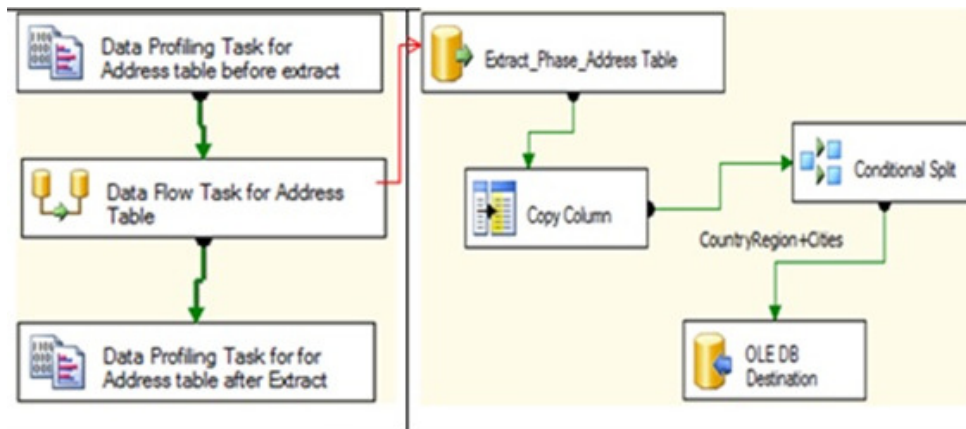 Data Profiling Task for
Address table before extract
Data Flow Task for Address
Table
Data Profiling Task for for
Address table after Extract
Extract_Phase_Address Table
Copy Column
Conditional Split
CountryRegion+Cities
OLE DB
Destination